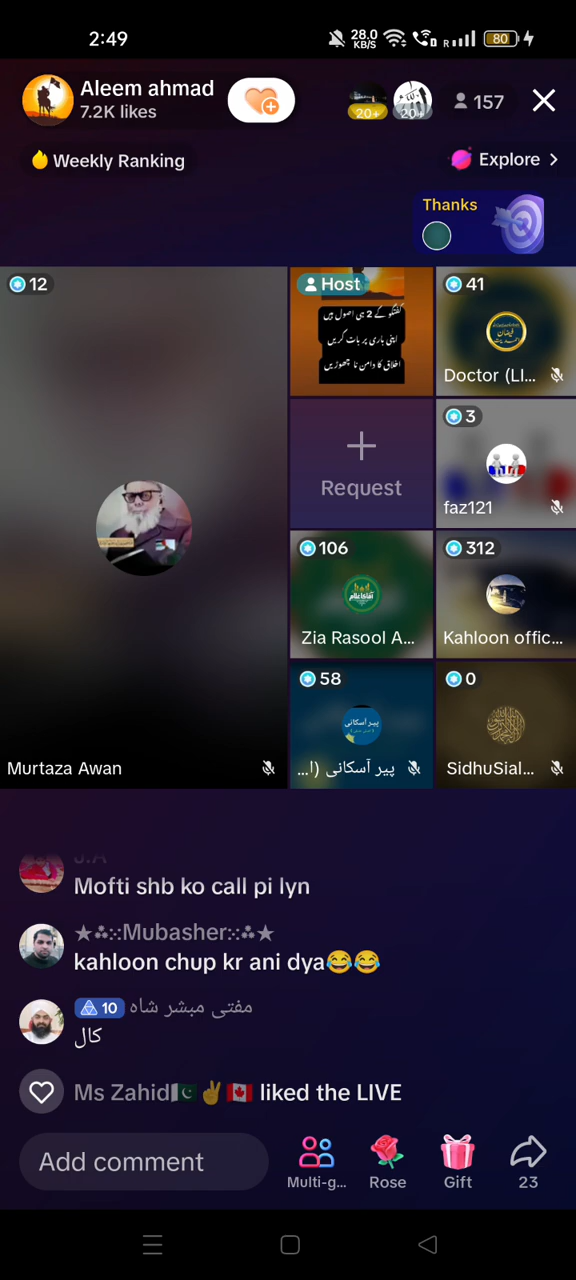 2:49
28.0
KB/S
R
80
Aleem ahmad
7.2K likes
20+
20+
157
Weekly Ranking
Explore
Thanks
12
Host
41
گفتگو کے 2 ہی اصول ہیں
اپنی باری پر بات کریں
اخلاق کا دامن نا چھوڑیں
فیضان
Doctor (LI...
3
Request
faz121
106
312
Zia Rasool A...
Kahloon offic...
58
0
پیر آسکانی
Murtaza Awan
پیر آسکانی (ا...
SidhuSial...
J.A
Mofti shb ko call pi lyn
★⁂Mubasher⁂★
kahloon chup kr ani dya😂😂
10 مفتی مبشر شاہ
کال
Ms Zahid🇵🇰✌️🇨🇦 liked the LIVE
Add comment
Multi-g...
Rose
Gift
23